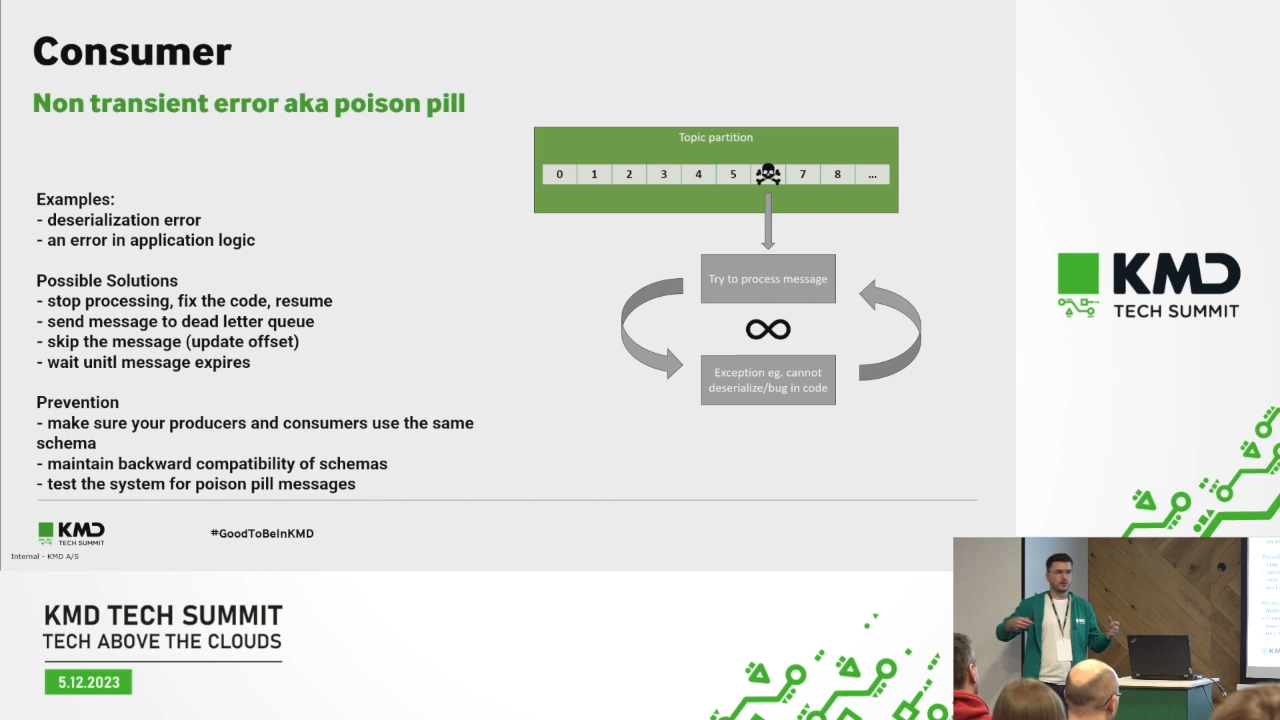 Consumer
Non transient error aka poison pill
Topic partition
0 1 2 3 4 5 7 8 ...
Examples:
- deserialization error
- an error in application logic
Try to process message
Possible Solutions
- stop processing, fix the code, resume
- send message to dead letter queue
- skip the message (update offset)
- wait unitl message expires
Exception eg. cannot
deserialize/bug in code
Prevention
- make sure your producers and consumers use the same
schema
- maintain backward compatibility of schemas
- test the system for poison pill messages
KMD
TECH SUMMIT
#GoodToBeInKMD
Internal - KMD A/S
KMD
TECH SUMMIT
KMD TECH SUMMIT
TECH ABOVE THE CLOUDS
5.12.2023